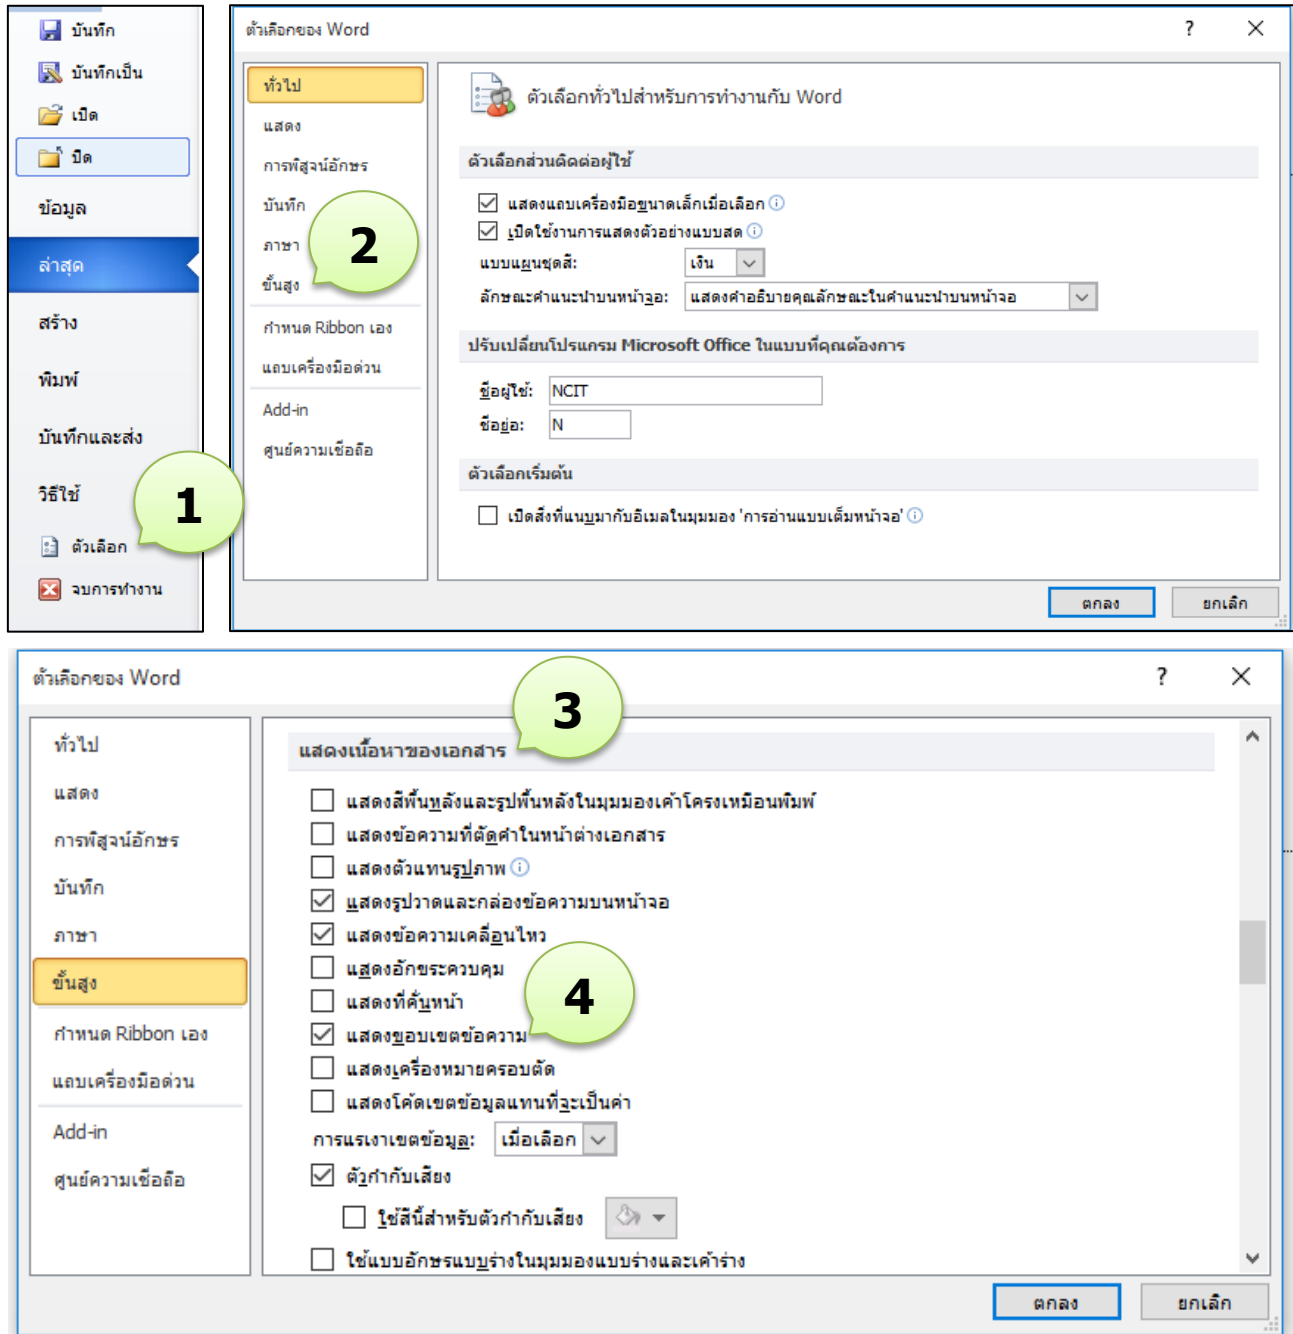 บันทึก
บันทึกเป็น
เปิด
ปิด
ข้อมูล
ล่าสุด
สร้าง
พิมพ์
บันทึกและส่ง
วิธีใช้
1
ตัวเลือก
จบการทำงาน
ตัวเลือกของ Word
?
ทั่วไป
แสดง
การพิสูจน์อักษร
บันทึก
ภาษา
2
ขั้นสูง
กำหนด Ribbon เอง
แถบเครื่องมือด่วน
Add-in
ศูนย์ความเชื่อถือ
ตัวเลือกทั่วไปสำหรับการทำงานกับ Word
ตัวเลือกส่วนติดต่อผู้ใช้
แสดงแถบเครื่องมือขนาดเล็กเมื่อเลือก
เปิดใช้งานการแสดงตัวอย่างแบบสด
แบบแผนชุดสี: เงิน
ลักษณะคำแนะนำบนหน้าจอ: แสดงคำอธิบายคุณลักษณะในคำแนะนำบนหน้าจอ
ปรับเปลี่ยนโปรแกรม Microsoft Office ในแบบที่คุณต้องการ
ชื่อผู้ใช้: NCIT
ชื่อย่อ: N
ตัวเลือกเริ่มต้น
เปิดสิ่งที่แนบมากับอีเมลในมุมมอง 'การอ่านแบบเต็มหน้าจอ'
ตกลง ยกเลิก
ตัวเลือกของ Word
?
3
ทั่วไป
แสดง
การพิสูจน์อักษร
บันทึก
ภาษา
ขั้นสูง
กำหนด Ribbon เอง
แถบเครื่องมือด่วน
Add-in
ศูนย์ความเชื่อถือ
แสดงเนื้อหาของเอกสาร
แสดงสีพื้นหลังและรูปพื้นหลังในมุมมองเค้าโครงเหมือนพิมพ์
แสดงข้อความที่ตัดคำในหน้าต่างเอกสาร
แสดงตัวแทนรูปภาพ
แสดงรูปวาดและกล่องข้อความบนหน้าจอ
แสดงข้อความเคลื่อนไหว
แสดงอักขระควบคุม
แสดงที่คั่นหน้า
4
แสดงขอบเขตข้อความ
แสดงเครื่องหมายครอบตัด
แสดงโค้ดเขตข้อมูลแทนที่จะเป็นค่า
การแรเงาเขตข้อมูล: เมื่อเลือก
ตัวกำกับเสียง
ใช้สีนี้สำหรับตัวกำกับเสียง
ใช้แบบอักษรแบบร่างในมุมมองแบบร่างและเค้าร่าง
ตกลง ยกเลิก